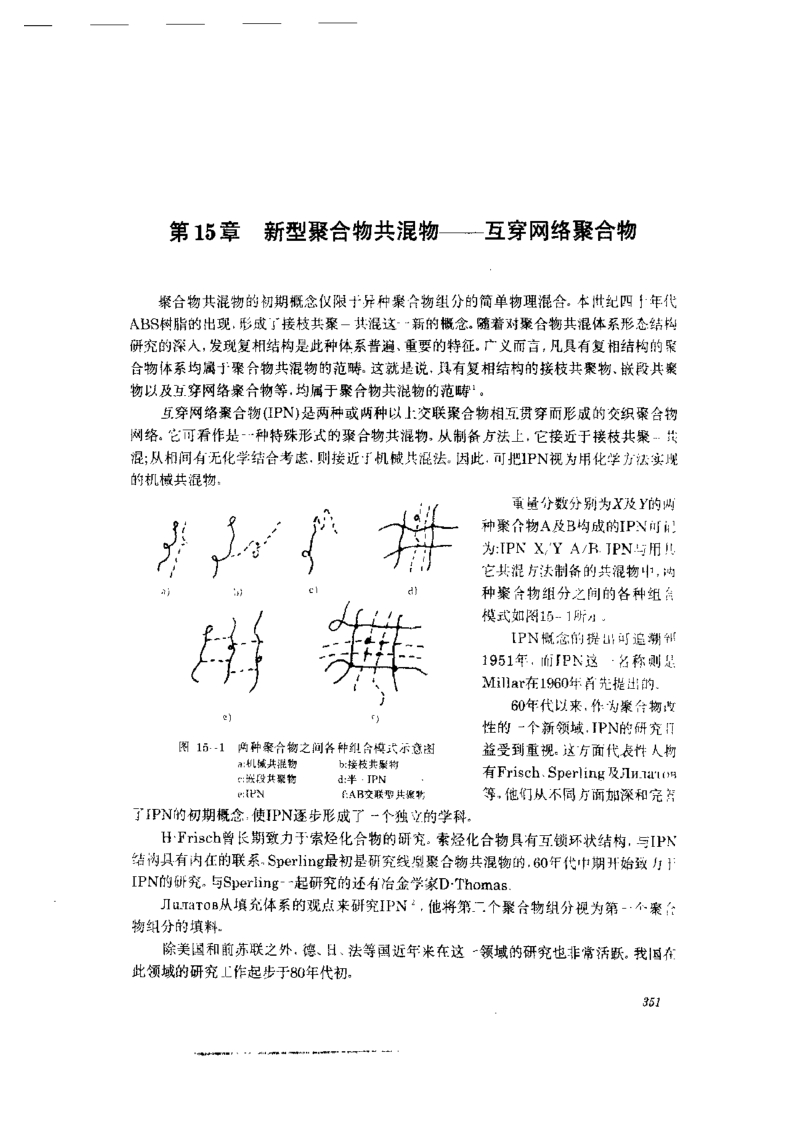 第15章 新型聚合物共混物——互穿网络聚合物
聚合物共混物的初期概念仅限于异种聚合物组分的简单物理混合。本世纪四十年代
ABS树脂的出现,形成了接枝共聚－共混这一新的概念。随着对聚合物共混体系形态结构
研究的深入,发现复相结构是此种体系普遍、重要的特征。广义而言,凡具有复相结构的聚
合物体系均属于聚合物共混物的范畴。这就是说,具有复相结构的接枝共聚物、嵌段共聚
物以及互穿网络聚合物等,均属于聚合物共混物的范畴¹。
互穿网络聚合物(IPN)是两种或两种以上交联聚合物相互贯穿而形成的交织聚合物
网络。它可看作是一种特殊形式的聚合物共混物。从制备方法上,它接近于接枝共聚－共
混;从相间有无化学结合考虑,则接近于机械共混法。因此,可把IPN视为用化学方法实现
的机械共混物。
重量分数分别为X及Y的两
种聚合物A及B构成的IPN可记
为:IPN X/Y A/B。IPN与用其
它共混方法制备的共混物中,两
种聚合物组分之间的各种组合
模式如图15－1所示。
IPN概念的提出可追溯到
1951年,而IPN这一名称则是
Millar在1960年首先提出的。
60年代以来,作为聚合物改
性的一个新领域,IPN的研究日
益受到重视。这方面代表性人物
有Frisch、Sperling及Липатов
等。他们从不同方面加深和完善
a)
b)
c)
d)
e)
f)
图 15－1 两种聚合物之间各种组合模式示意图
a:机械共混物 b:接枝共聚物
c:嵌段共聚物 d:半－IPN
e:IPN f:AB交联型共聚物
了IPN的初期概念,使IPN逐步形成了一个独立的学科。
H·Frisch曾长期致力于索烃化合物的研究。索烃化合物具有互锁环状结构,与IPN
结构具有内在的联系。Sperling最初是研究线型聚合物共混物的,60年代中期开始致力于
IPN的研究。与Sperling一起研究的还有冶金学家D·Thomas.
Липатов从填充体系的观点来研究IPN²,他将第二个聚合物组分视为第一个聚合
物组分的填料。
除美国和前苏联之外,德、日、法等国近年来在这一领域的研究也非常活跃。我国在
此领域的研究工作起步于80年代初。
351